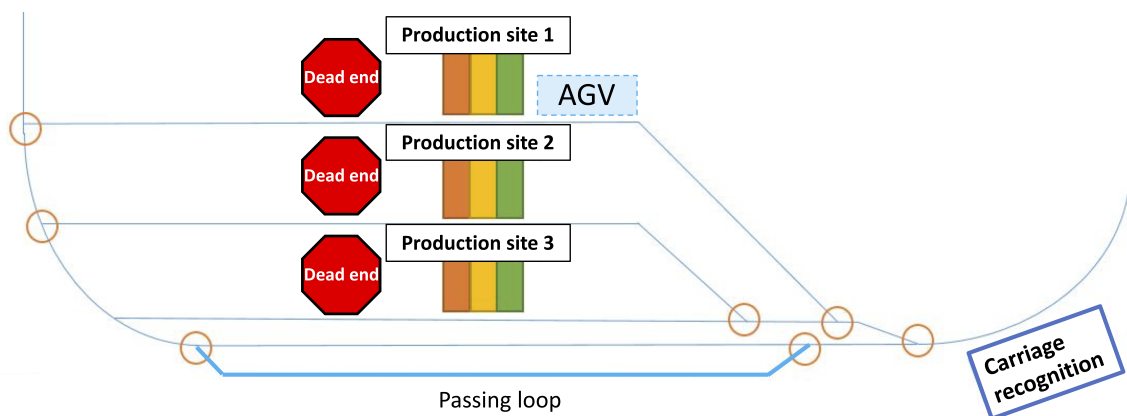 Production site 1
Dead end
AGV
Production site 2
Dead end
Production site 3
Dead end
Carriage
recognition
Passing loop